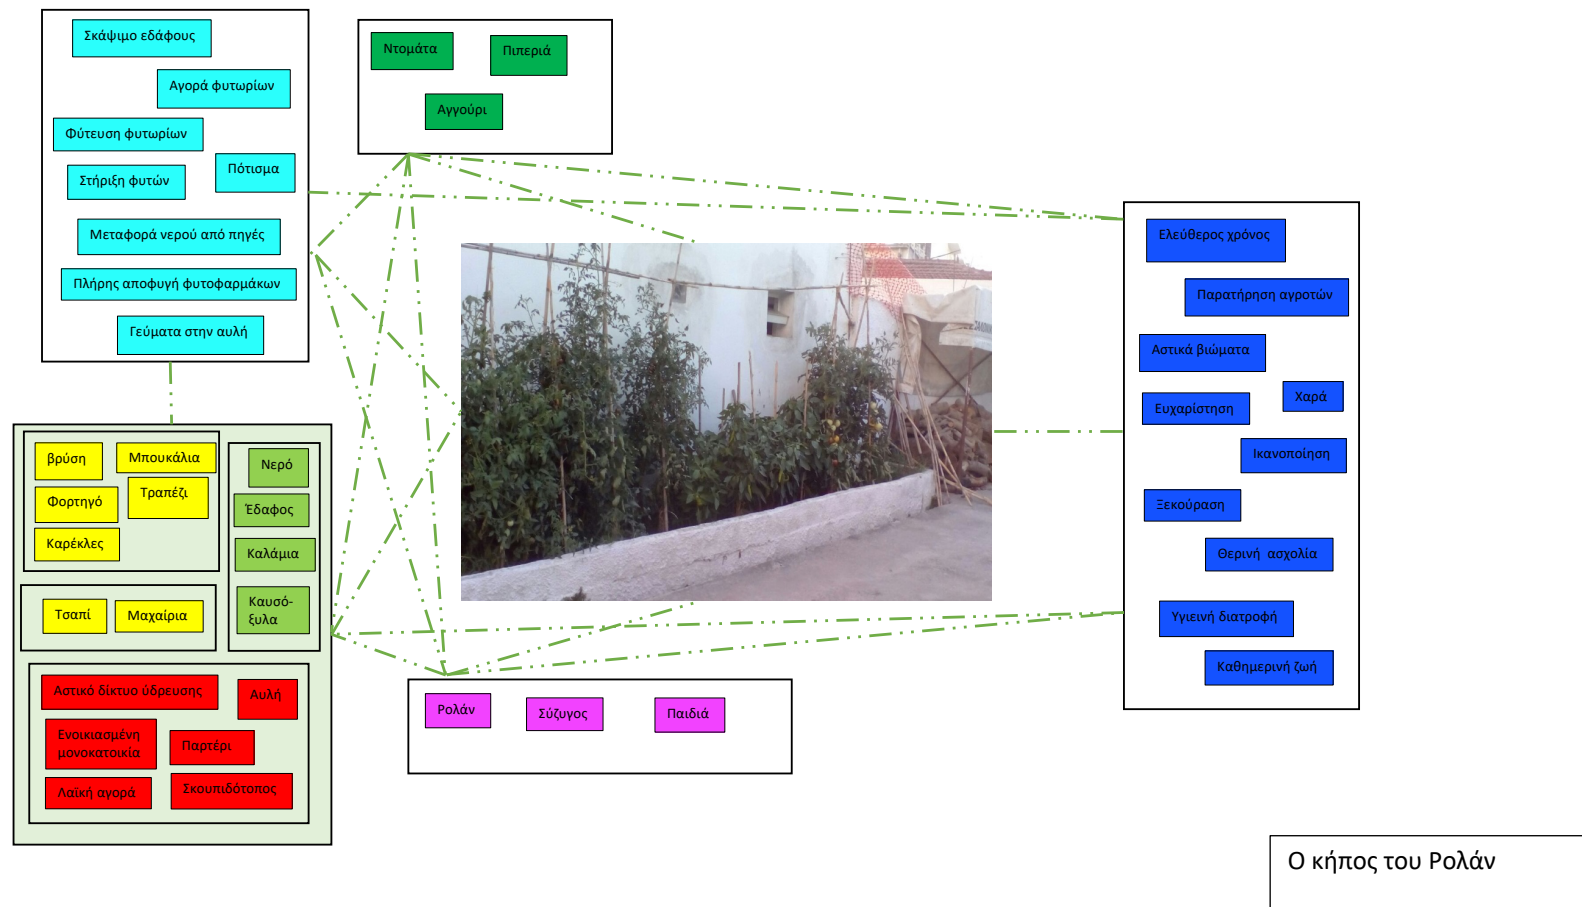 Σκάψιμο εδάφους
Αγορά φυτωρίων
Φύτευση φυτωρίων
Πότισμα
Στήριξη φυτών
Μεταφορά νερού από πηγές
Πλήρης αποφυγή φυτοφαρμάκων
Γεύματα στην αυλή
Ντομάτα
Πιπεριά
Αγγούρι
Ελεύθερος χρόνος
Παρατήρηση αγροτών
Αστικά βιώματα
Χαρά
Ευχαρίστηση
Ικανοποίηση
Ξεκούραση
Θερινή ασχολία
Υγιεινή διατροφή
Καθημερινή ζωή
βρύση
Μπουκάλια
Φορτηγό
Τραπέζι
Καρέκλες
Νερό
Έδαφος
Καλάμια
Καυσό-
ξυλα
Τσαπί
Μαχαίρια
Αστικό δίκτυο ύδρευσης
Αυλή
Ενοικιασμένη
μονοκατοικία
Παρτέρι
Λαϊκή αγορά
Σκουπιδότοπος
Ρολάν
Σύζυγος
Παιδιά
Ο κήπος του Ρολάν